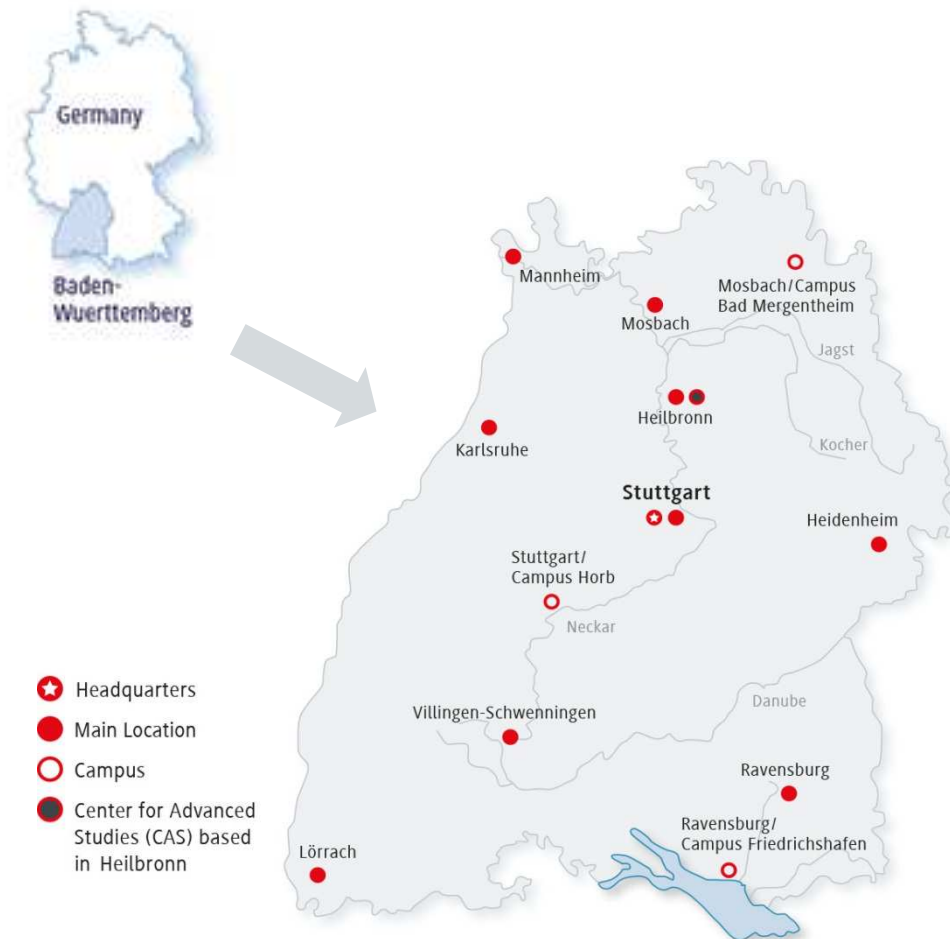 Germany
Baden-
Wuerttemberg
Mannheim
Mosbach/Campus
Bad Mergentheim
Mosbach
Jagst
Heilbronn
Kocher
Karlsruhe
Stuttgart
Heidenheim
Stuttgart/
Campus Horb
Neckar
Headquarters
Main Location
Campus
Center for Advanced
Studies (CAS) based
in Heilbronn
Villingen-Schwenningen
Danube
Ravensburg
Ravensburg/
Campus Friedrichshafen
Lörrach